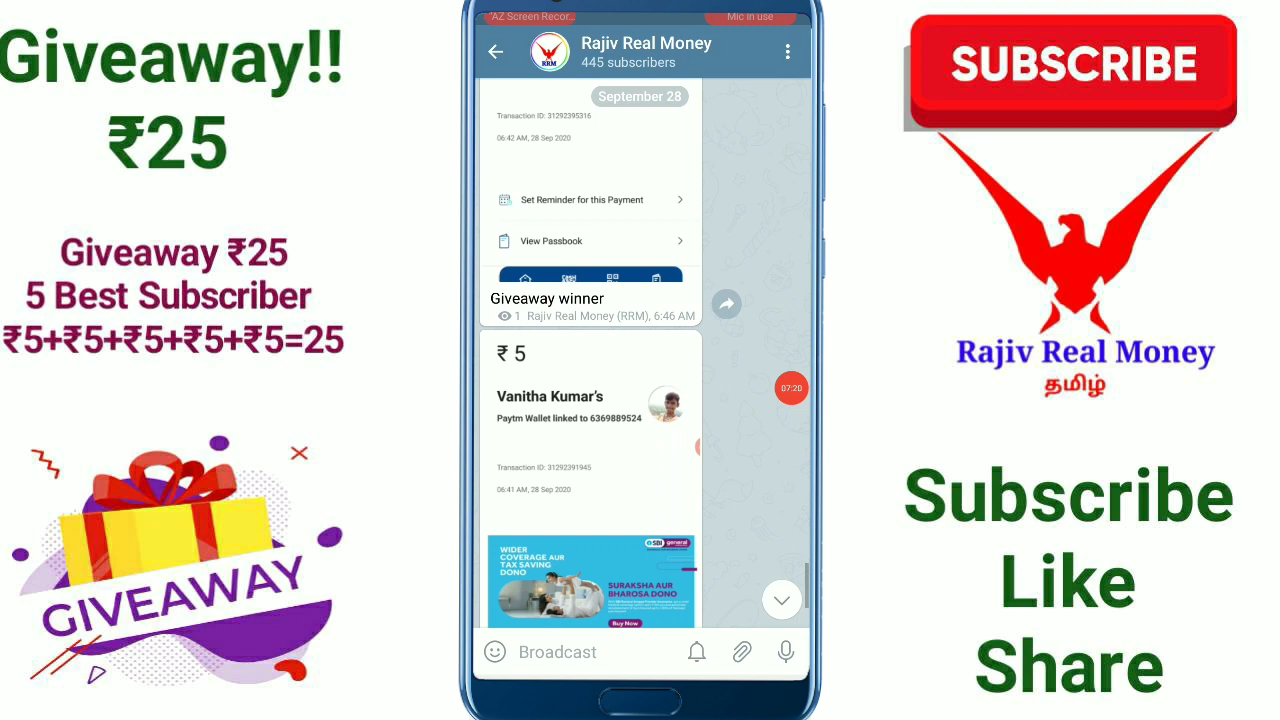 Giveaway!!
₹25
Giveaway ₹25
5 Best Subscriber
₹5+₹5+₹5+₹5+₹5=25
GIVEAWAY
'AZ Screen Recor...
Mic in use
Rajiv Real Money
445 subscribers
RRM
September 28
Transaction ID: 31292395316
06:42 AM, 28 Sep 2020
Set Reminder for this Payment
View Passbook
Giveaway winner
1 Rajiv Real Money (RRM), 6:46 AM
₹ 5
Vanitha Kumar's
Paytm Wallet linked to 6369889524
07:20
Transaction ID: 31292391945
06:41 AM, 28 Sep 2020
WIDER
COVERAGE AUR
TAX SAVING
DONO
SBI general
SURAKSHA AUR
BHAROSA DONO
Buy Now
Broadcast
SUBSCRIBE
Rajiv Real Money
தமிழ்
Subscribe
Like
Share